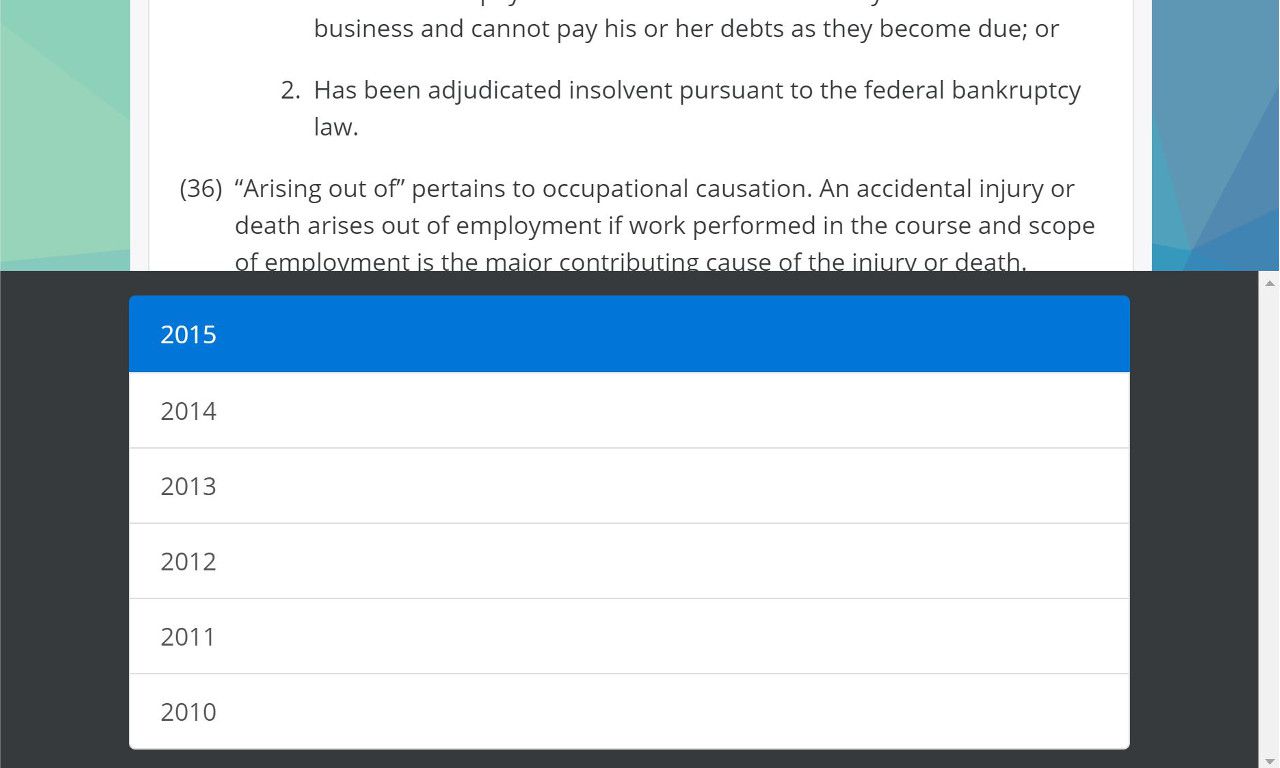 business and cannot pay his or her debts as they become due; or
2. Has been adjudicated insolvent pursuant to the federal bankruptcy
law.
(36) “Arising out of” pertains to occupational causation. An accidental injury or
death arises out of employment if work performed in the course and scope
of employment is the major contributing cause of the injury or death.
2015
2014
2013
2012
2011
2010